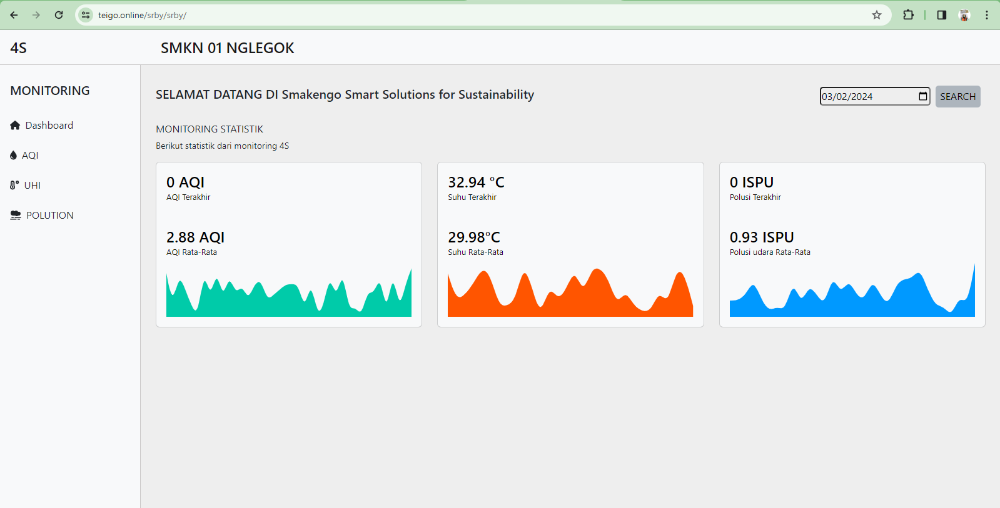 teigo.online/srby/srby/
4S
SMKN 01 NGLEGOK
MONITORING
Dashboard
AQI
UHI
POLUTION
SELAMAT DATANG DI Smakengo Smart Solutions for Sustainability
03/02/2024
SEARCH
MONITORING STATISTIK
Berikut statistik dari monitoring 4S
0 AQI
AQI Terakhir
2.88 AQI
AQI Rata-Rata
32.94 °C
Suhu Terakhir
29.98°C
Suhu Rata-Rata
0 ISPU
Polusi Terakhir
0.93 ISPU
Polusi udara Rata-Rata